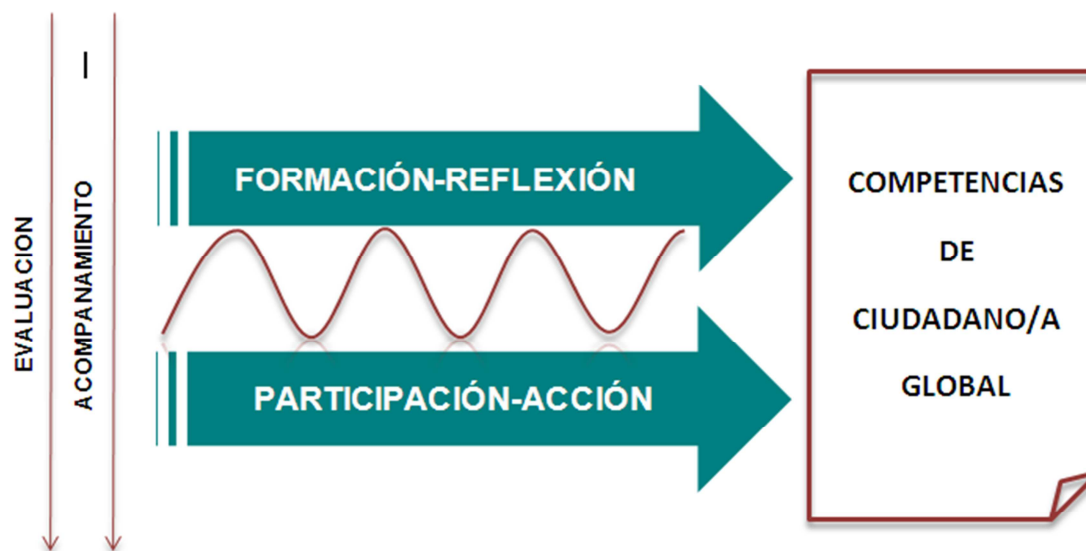 EVALUACION
ACOMPANAMIENTO
FORMACIÓN-REFLEXIÓN
PARTICIPACIÓN-ACCIÓN
COMPETENCIAS
DE
CIUDADANO/A
GLOBAL